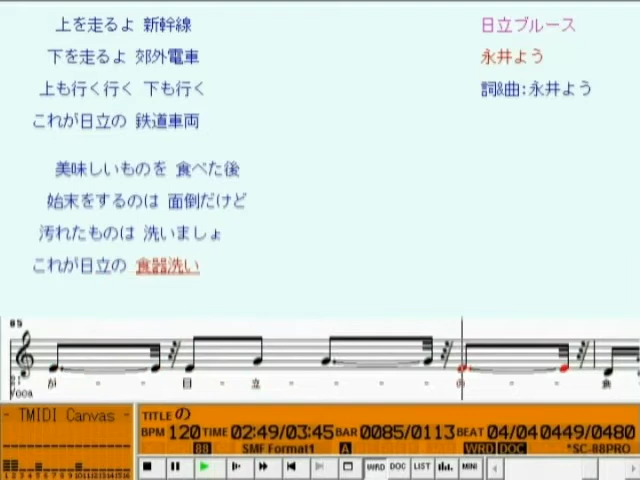 上を走るよ 新幹線
下を走るよ 郊外電車
上も行く行く 下も行く
これが日立の 鉄道車両
美味しいものを 食べた後
始末をするのは 面倒だけど
汚れたものは 洗いましょ
これが日立の 食器洗い
日立ブルース
永井よう
詞&曲:永井よう
85
が - - 日 立 - - - の - - 食
Voca
- TMIDI Canvas -
TITLE の
BPM 120 TIME 02:49/03:45 BAR 0085/0113 BEAT 04/04 0449/0480
88 SMF Format1 A WRD DOC *SC-88PRO
WRD DOC LIST MINI